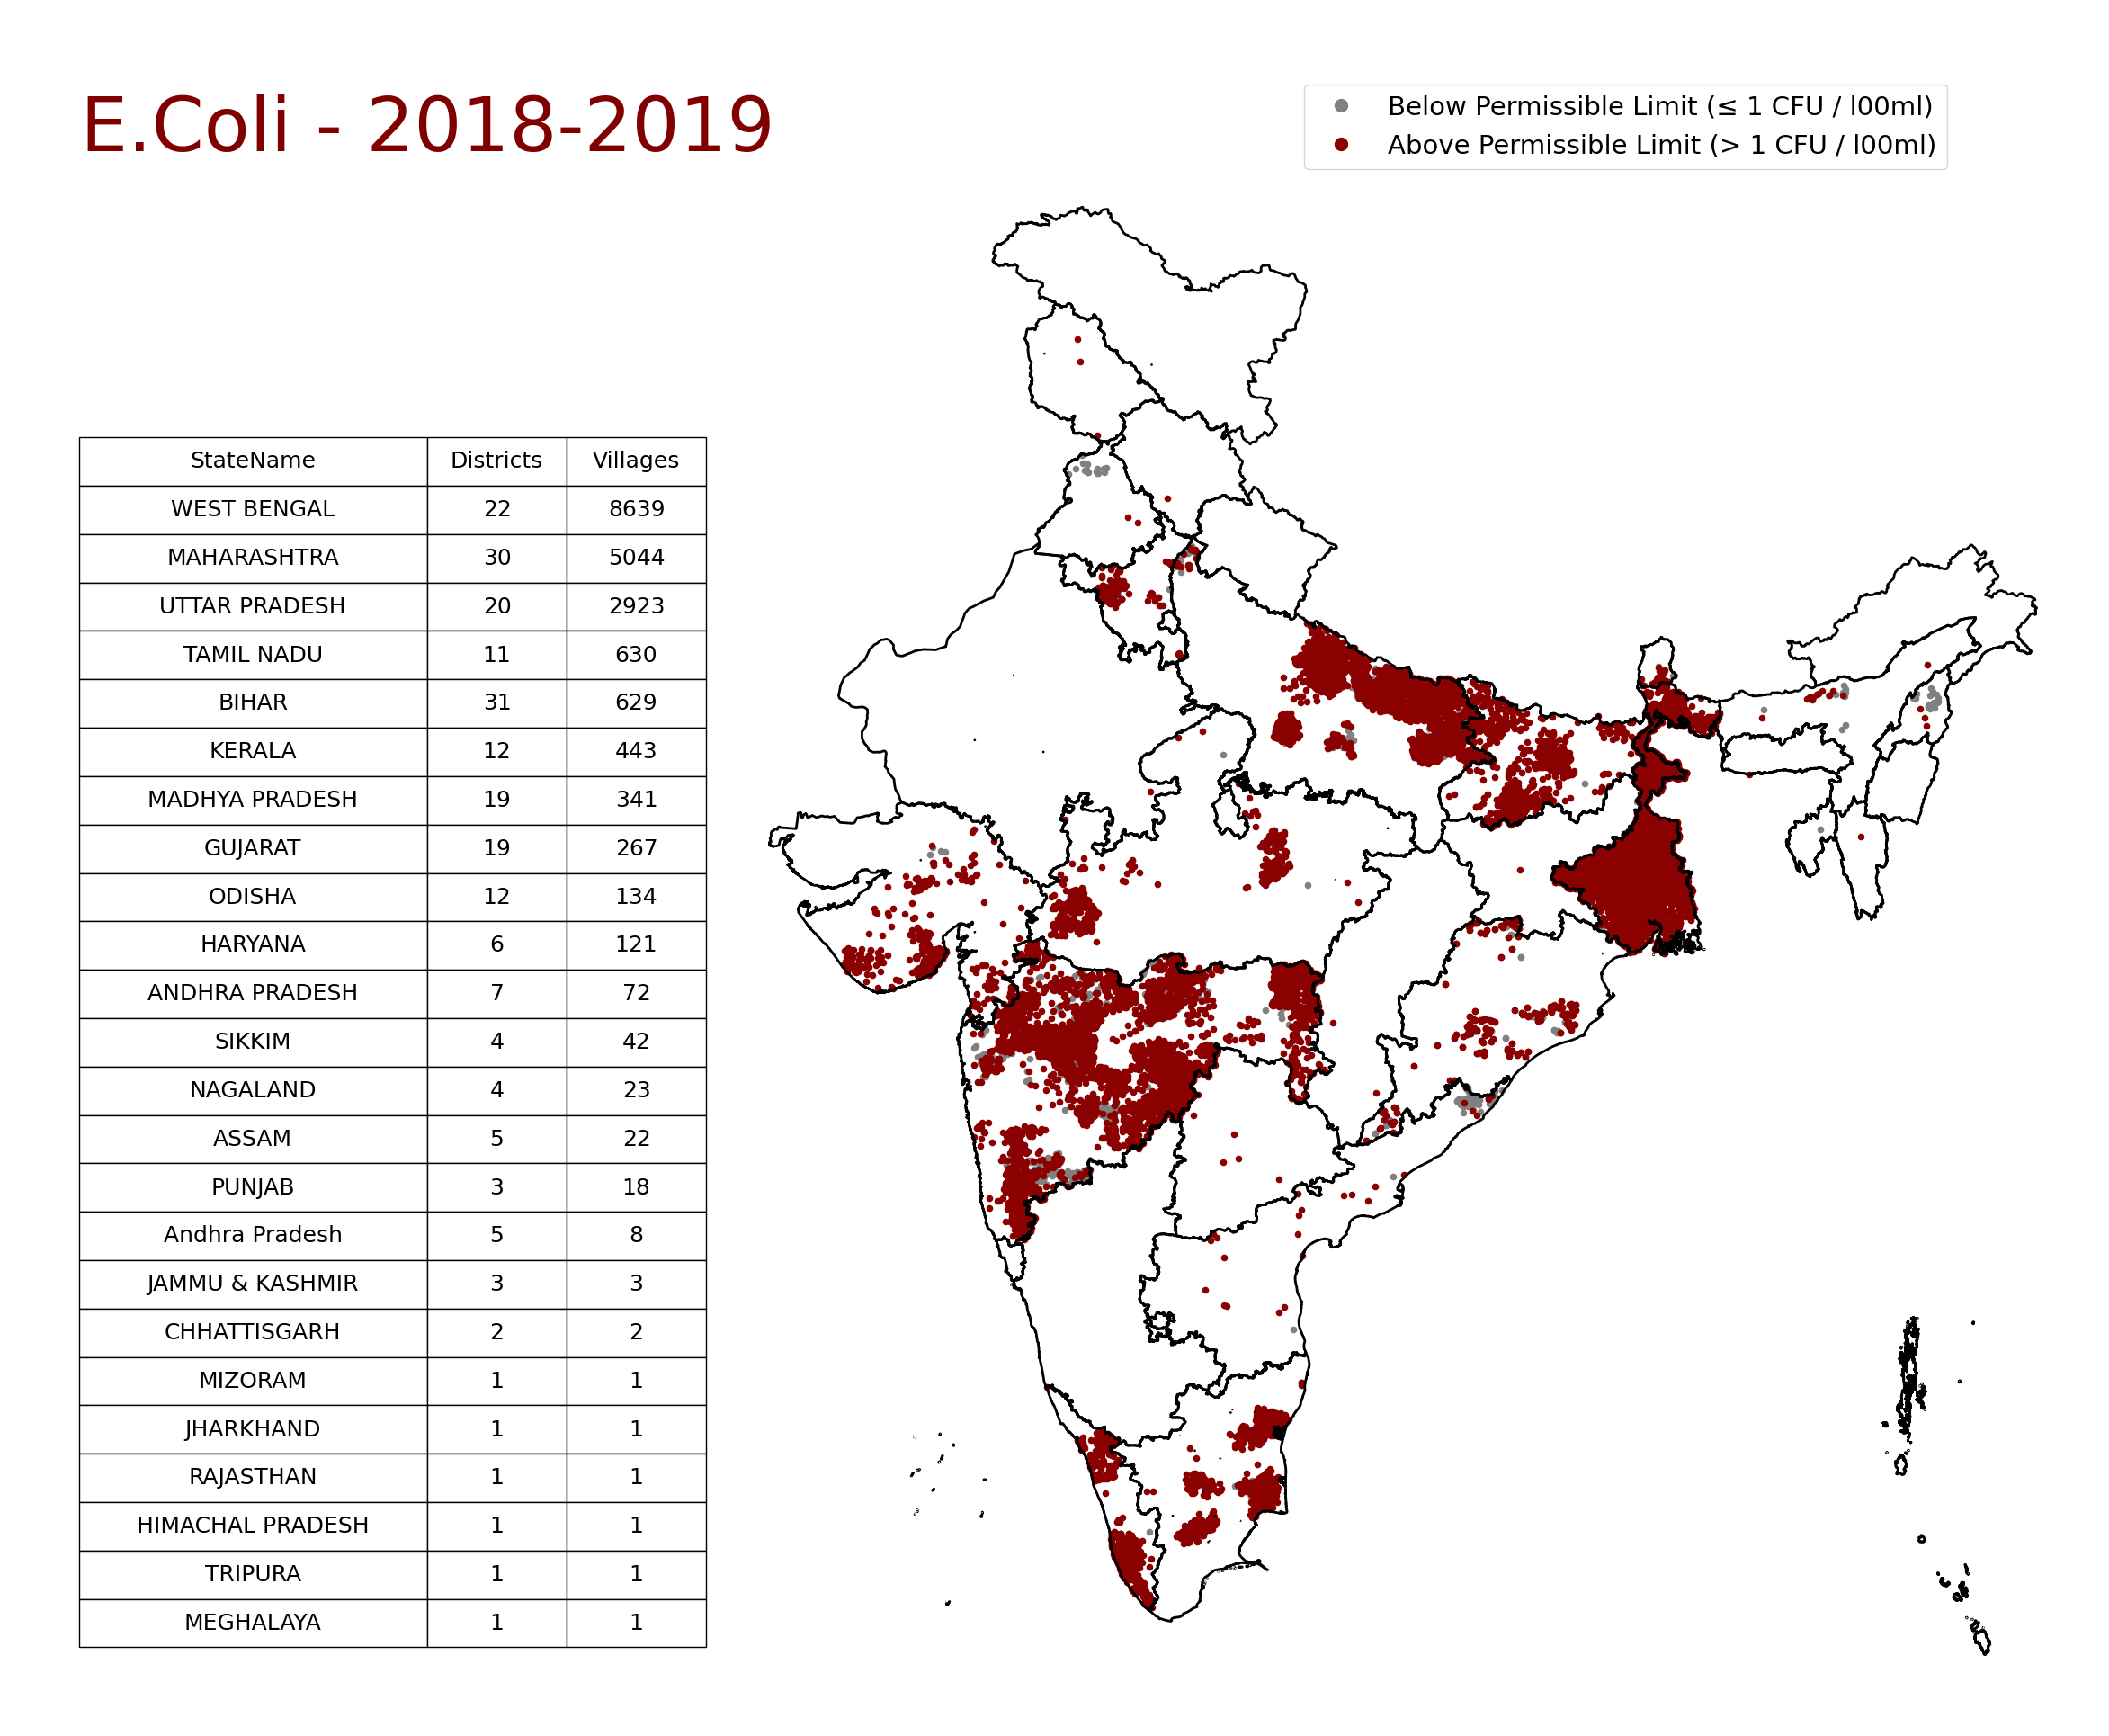 E.Coli - 2018-2019
Below Permissible Limit (≤ 1 CFU / l00ml)
Above Permissible Limit (> 1 CFU / l00ml)
StateName Districts Villages
WEST BENGAL 22 8639
MAHARASHTRA 30 5044
UTTAR PRADESH 20 2923
TAMIL NADU 11 630
BIHAR 31 629
KERALA 12 443
MADHYA PRADESH 19 341
GUJARAT 19 267
ODISHA 12 134
HARYANA 6 121
ANDHRA PRADESH 7 72
SIKKIM 4 42
NAGALAND 4 23
ASSAM 5 22
PUNJAB 3 18
Andhra Pradesh 5 8
JAMMU & KASHMIR 3 3
CHHATTISGARH 2 2
MIZORAM 1 1
JHARKHAND 1 1
RAJASTHAN 1 1
HIMACHAL PRADESH 1 1
TRIPURA 1 1
MEGHALAYA 1 1